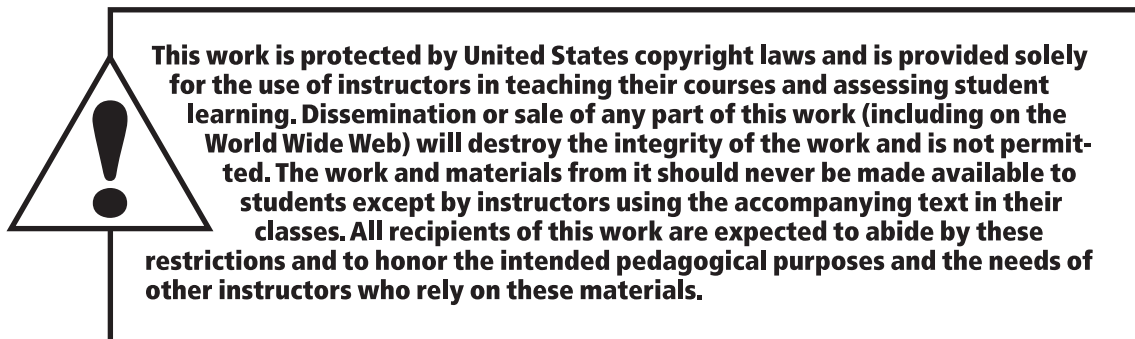 This work is protected by United States copyright laws and is provided solely
for the use of instructors in teaching their courses and assessing student
learning. Dissemination or sale of any part of this work (including on the
World Wide Web) will destroy the integrity of the work and is not permit-
ted. The work and materials from it should never be made available to
students except by instructors using the accompanying text in their
classes. All recipients of this work are expected to abide by these
restrictions and to honor the intended pedagogical purposes and the needs of
other instructors who rely on these materials.